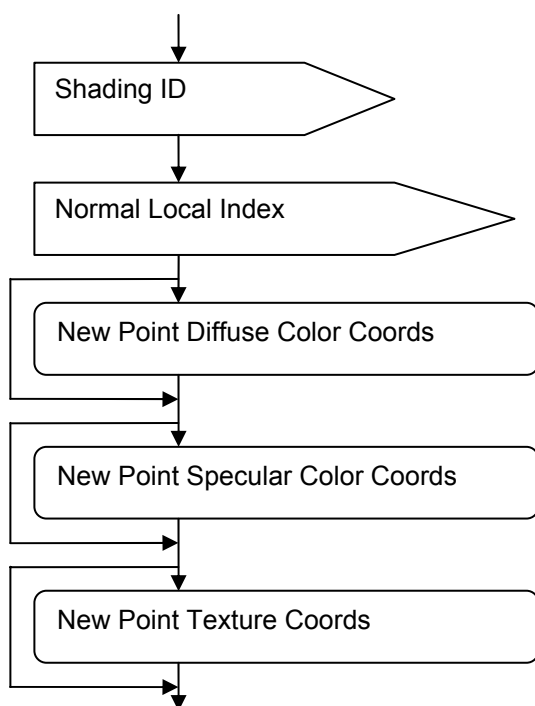 Shading ID
Normal Local Index
New Point Diffuse Color Coords
New Point Specular Color Coords
New Point Texture Coords